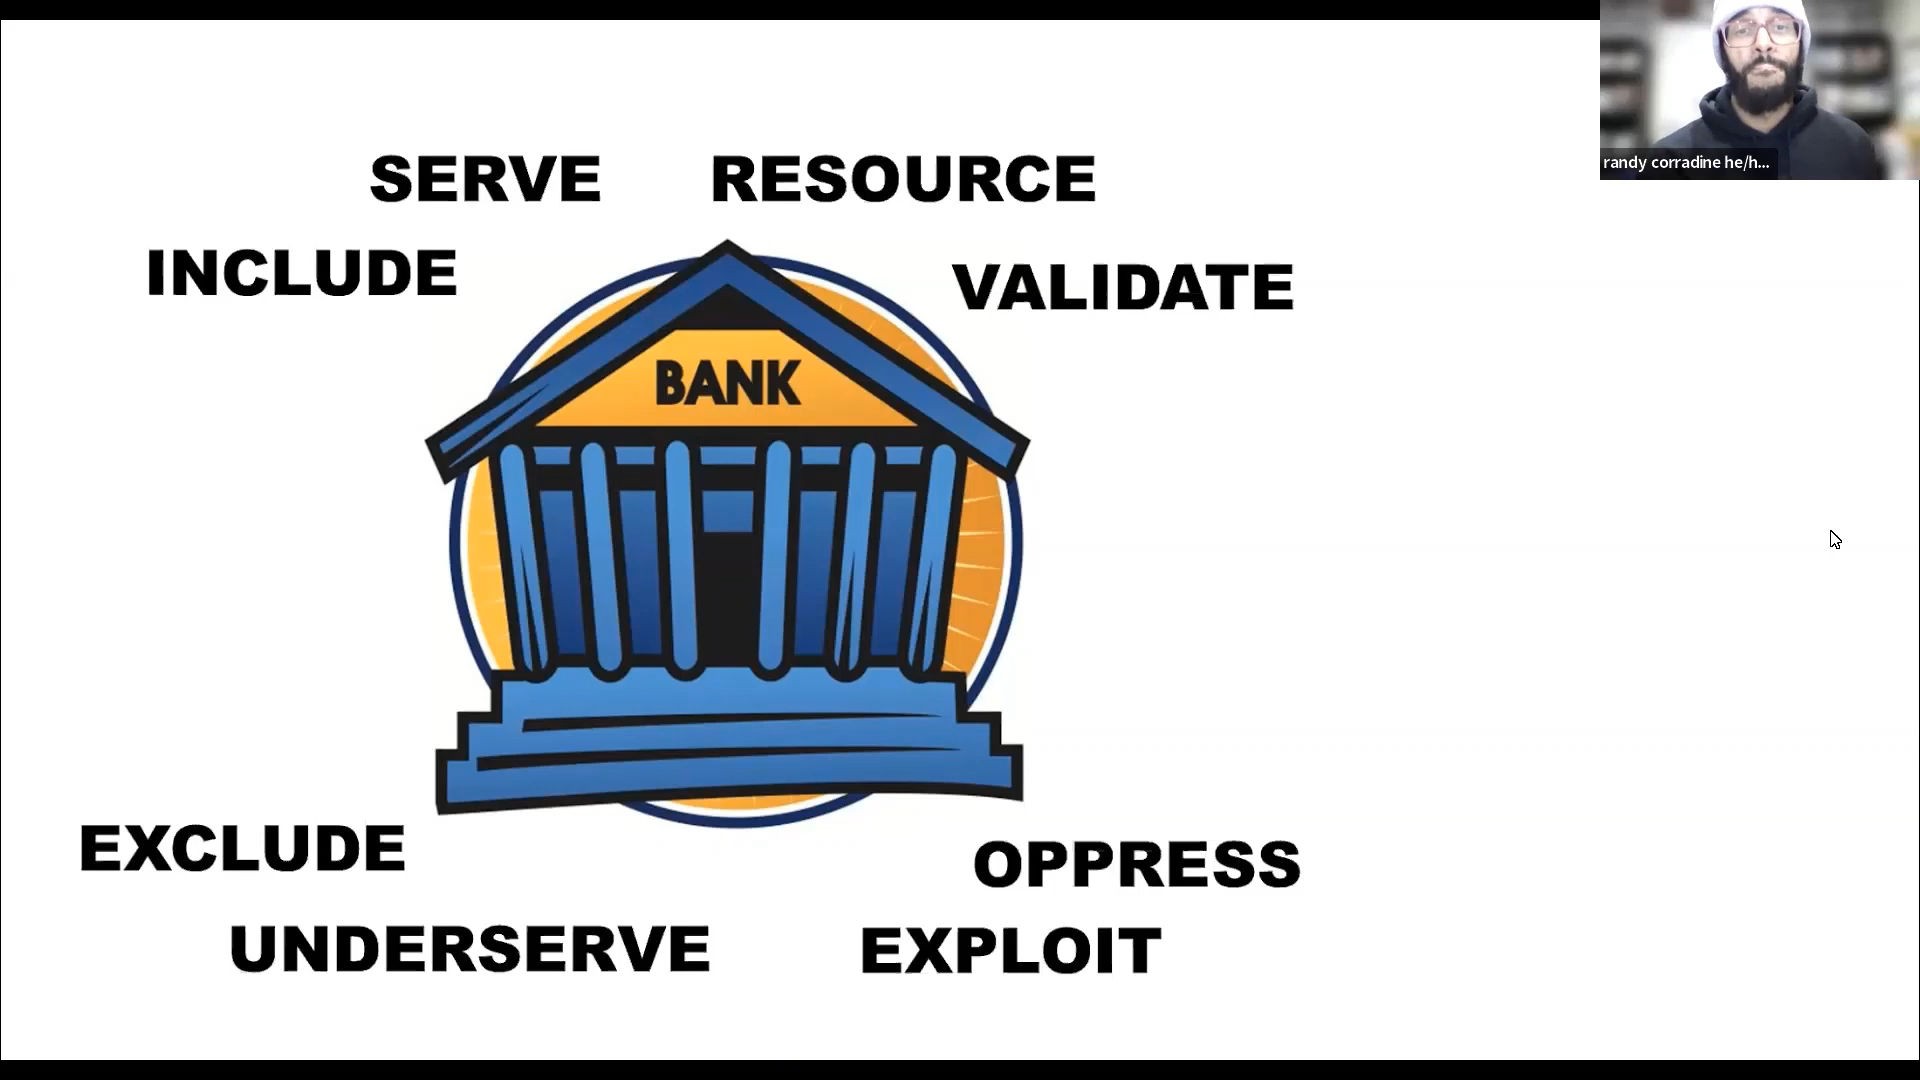 randy corradine he/h...
SERVE RESOURCE
INCLUDE VALIDATE
BANK
EXCLUDE OPPRESS
UNDERSERVE EXPLOIT